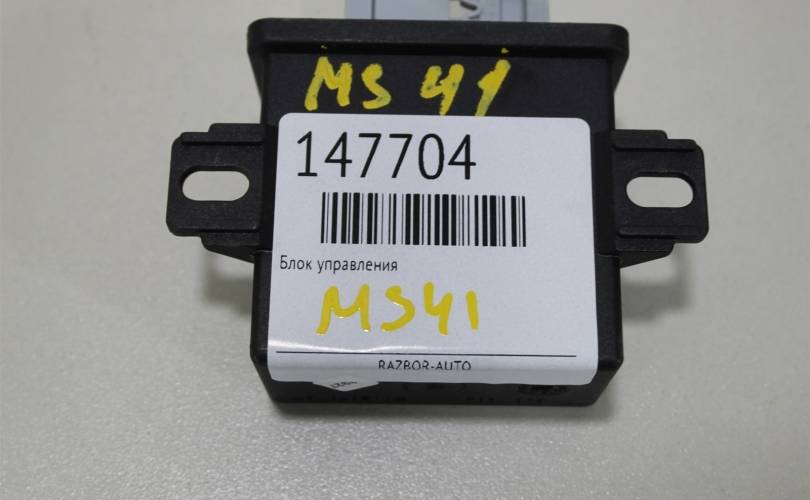 MS 41
147704
Блок управления
MS41
RAZBOR-AUTO